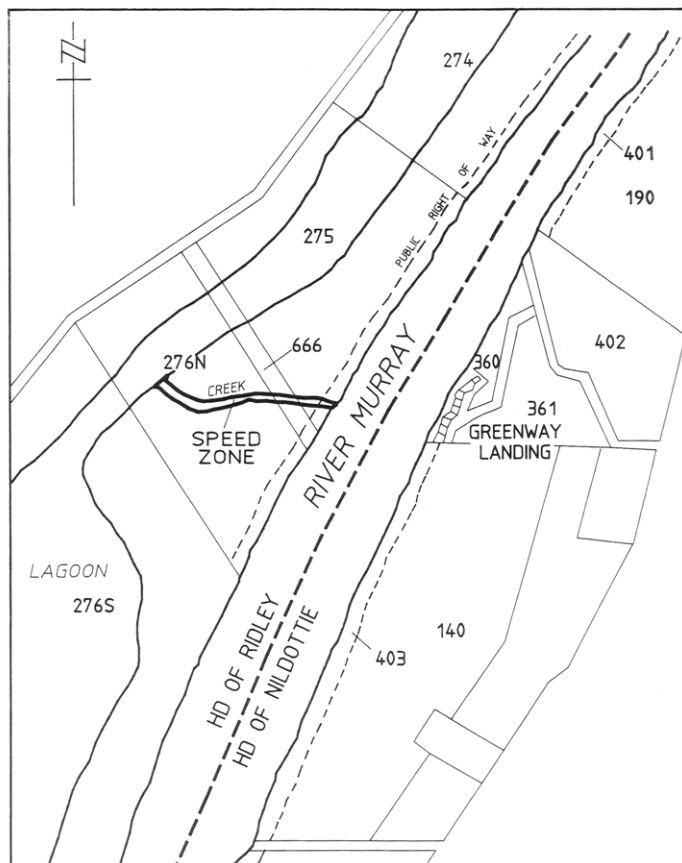 N
274
401
190
PUBLIC RIGHT OF WAY
275
402
666
276N
360
CREEK
SPEED
ZONE
361
GREENWAY
LANDING
RIVER MURRAY
LAGOON
276S
140
403
HD OF RIDLEY
HD OF NILDOTTIE